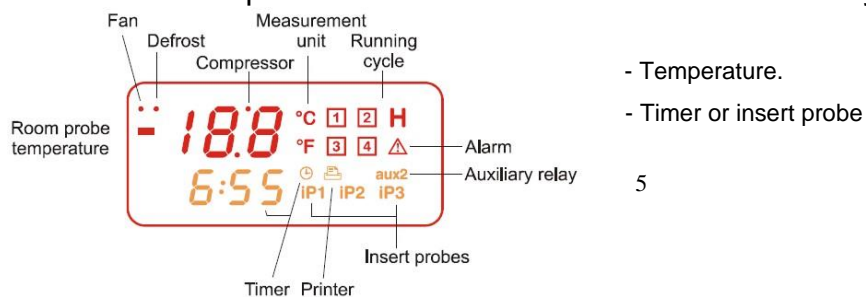 Fan
Defrost
Measurement
unit
Running
cycle
Compressor
- Temperature.
- Timer or insert probe
Room probe
temperature
18.8
°C 1 2 H
°F 3 4
Alarm
6:55
aux2
Auxiliary relay
iP1 iP2 iP3
5
Insert probes
Timer Printer